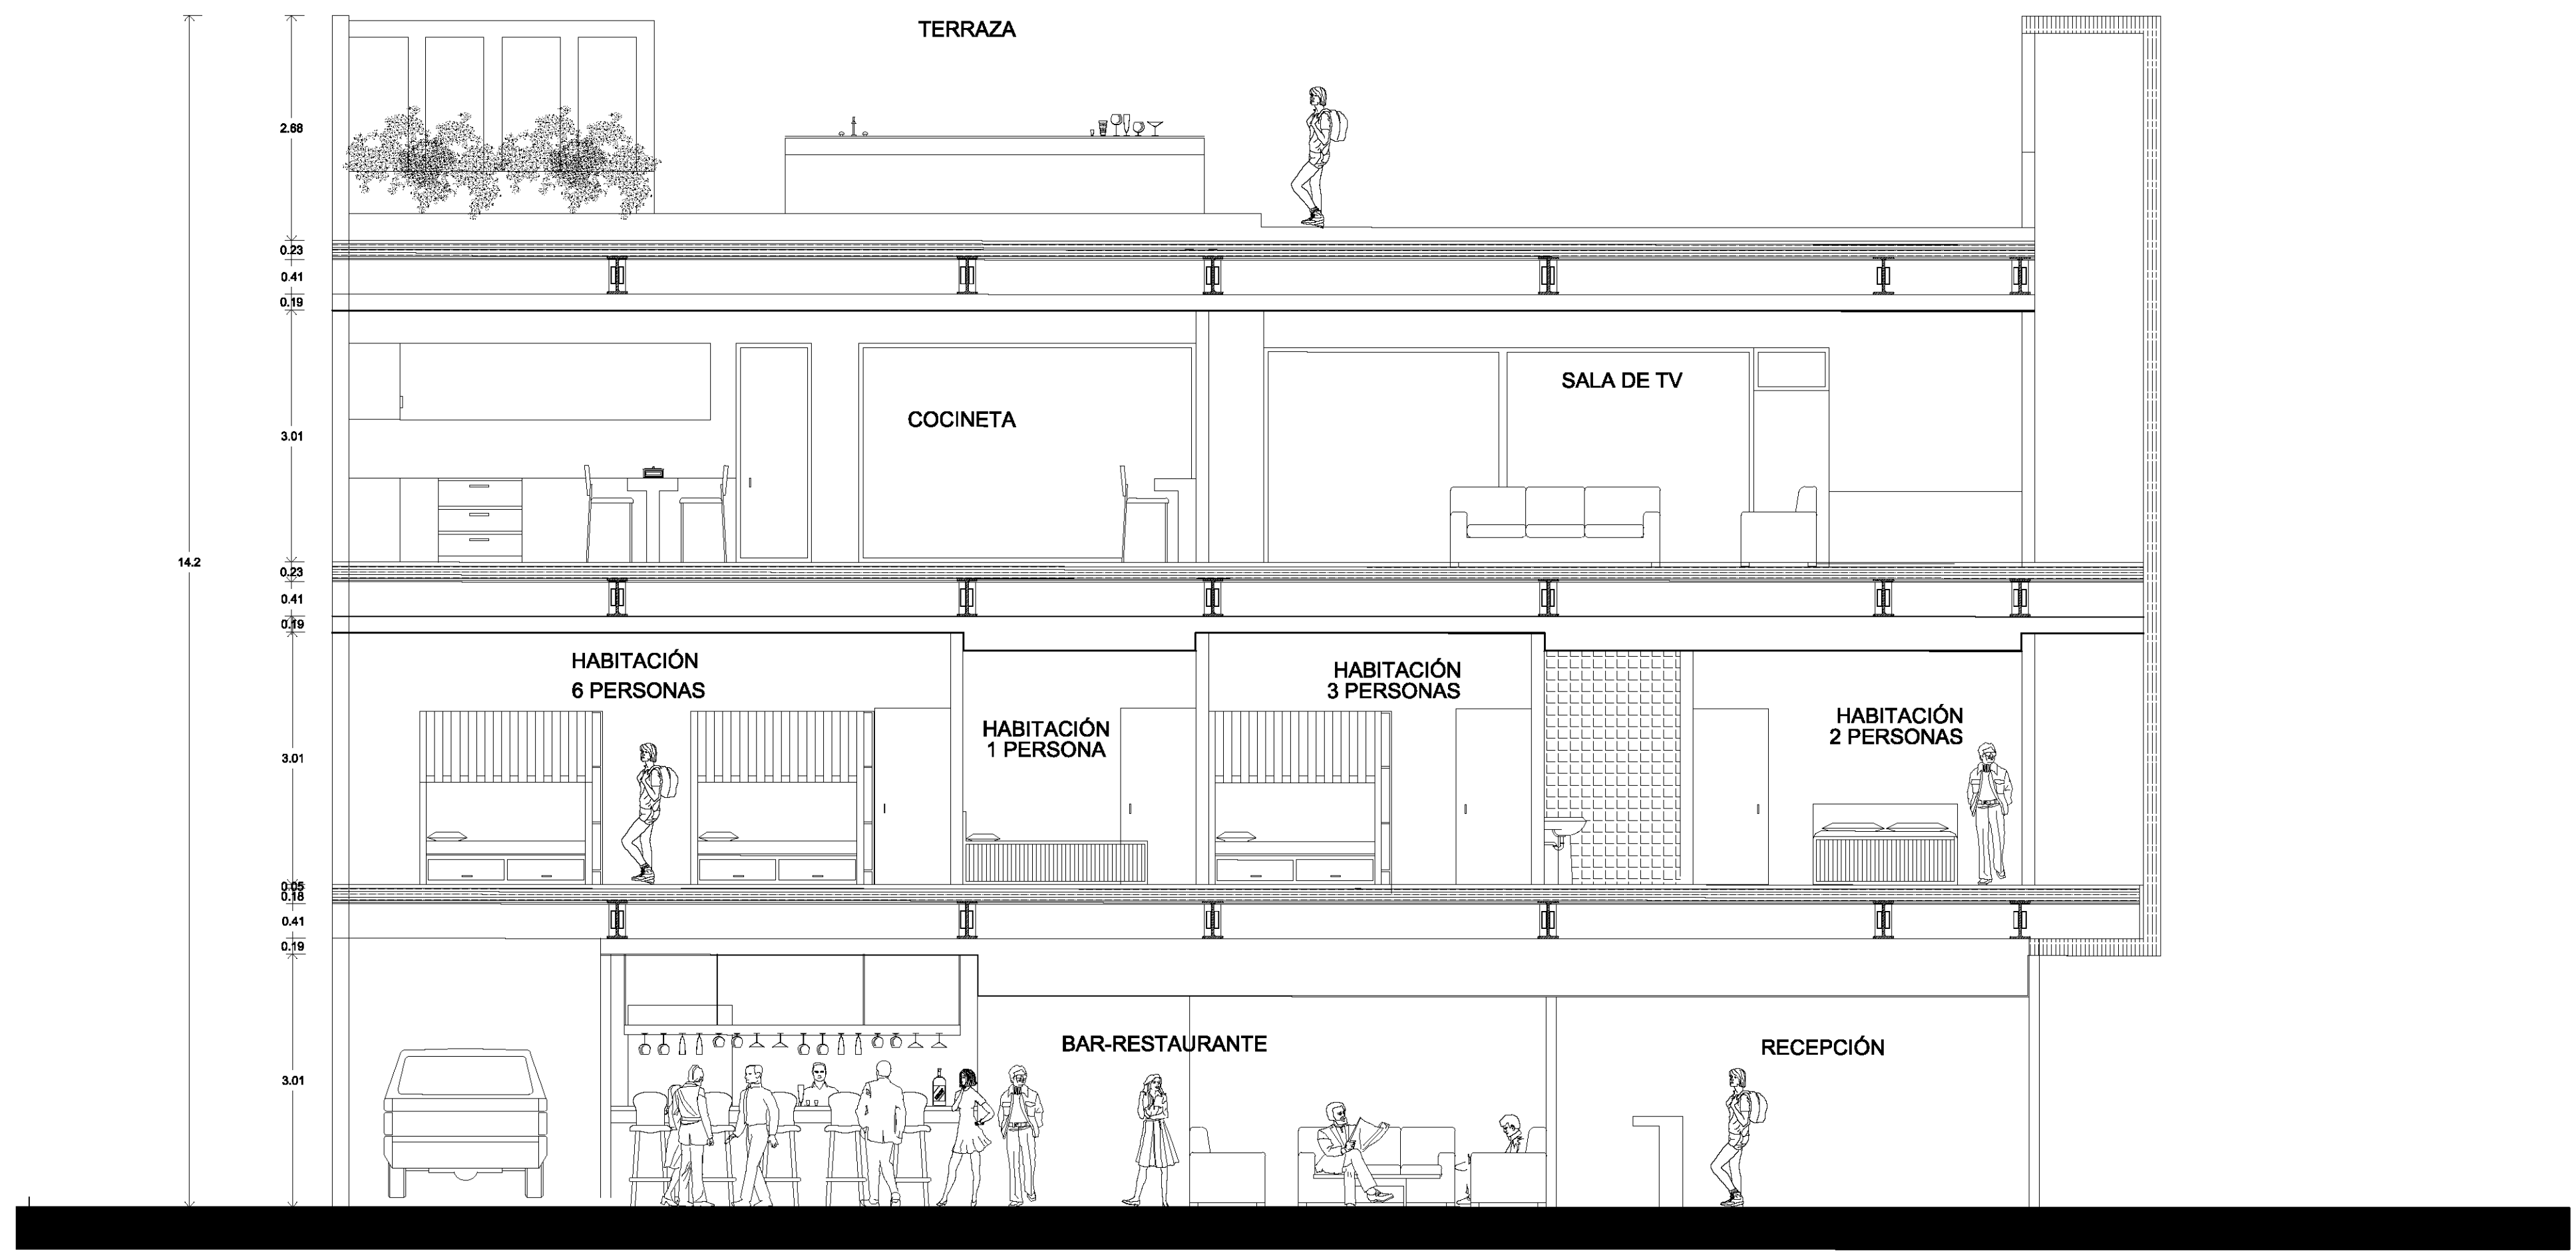 TERRAZA
2.68
0.23
0.41
0.19
SALA DE TV
COCINETA
3.01
14.2
0.23
0.41
0.19
HABITACIÓN
6 PERSONAS
HABITACIÓN
3 PERSONAS
HABITACIÓN
1 PERSONA
HABITACIÓN
2 PERSONAS
3.01
0.05
0.18
0.41
0.19
BAR-RESTAURANTE
RECEPCIÓN
3.01